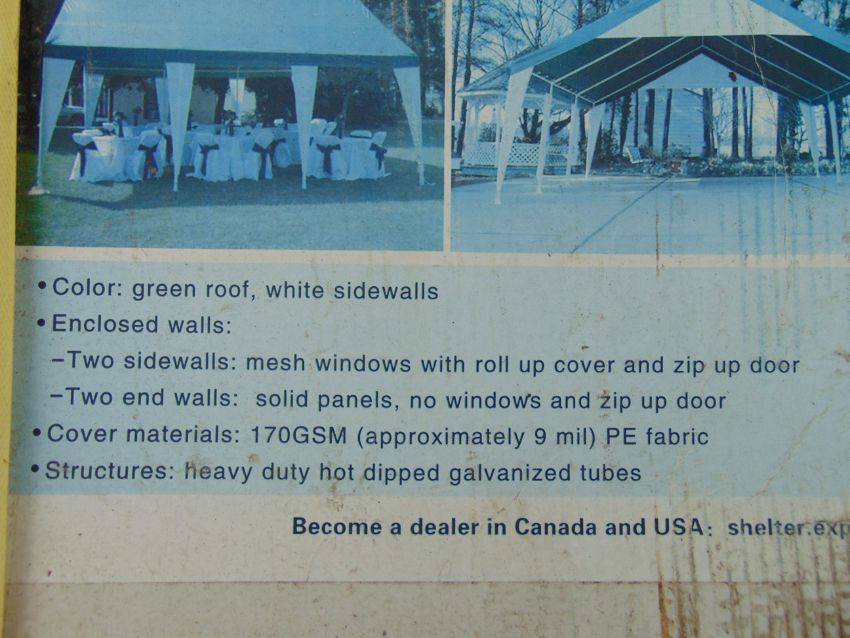 •Color: green roof, white sidewalls
•Enclosed walls:
–Two sidewalls: mesh windows with roll up cover and zip up door
–Two end walls: solid panels, no windows and zip up door
•Cover materials: 170GSM (approximately 9 mil) PE fabric
•Structures: heavy duty hot dipped galvanized tubes
Become a dealer in Canada and USA: shelter.exp